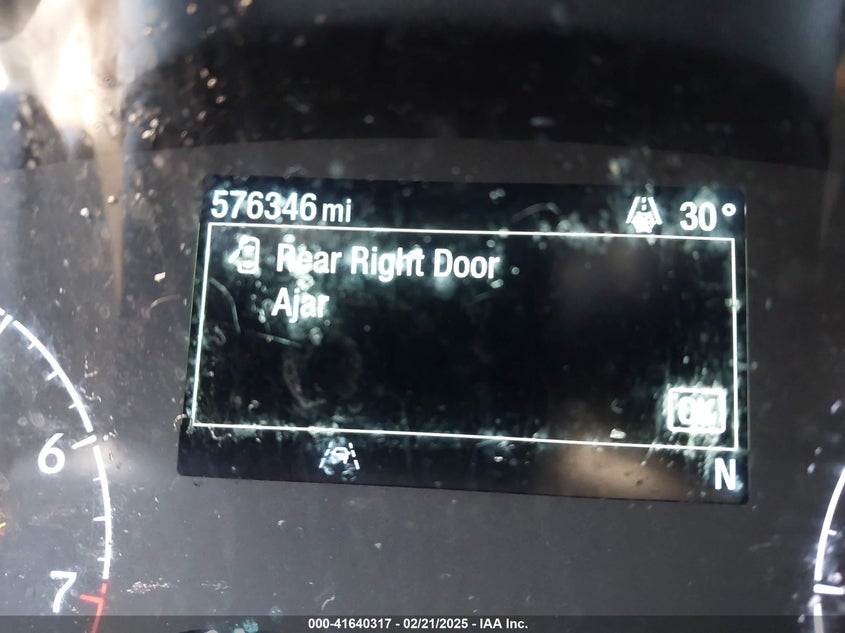 576346 mi 30°
Rear Right Door
Ajar
OK
N
6
7
000-41640317 - 02/21/2025 - IAA Inc.